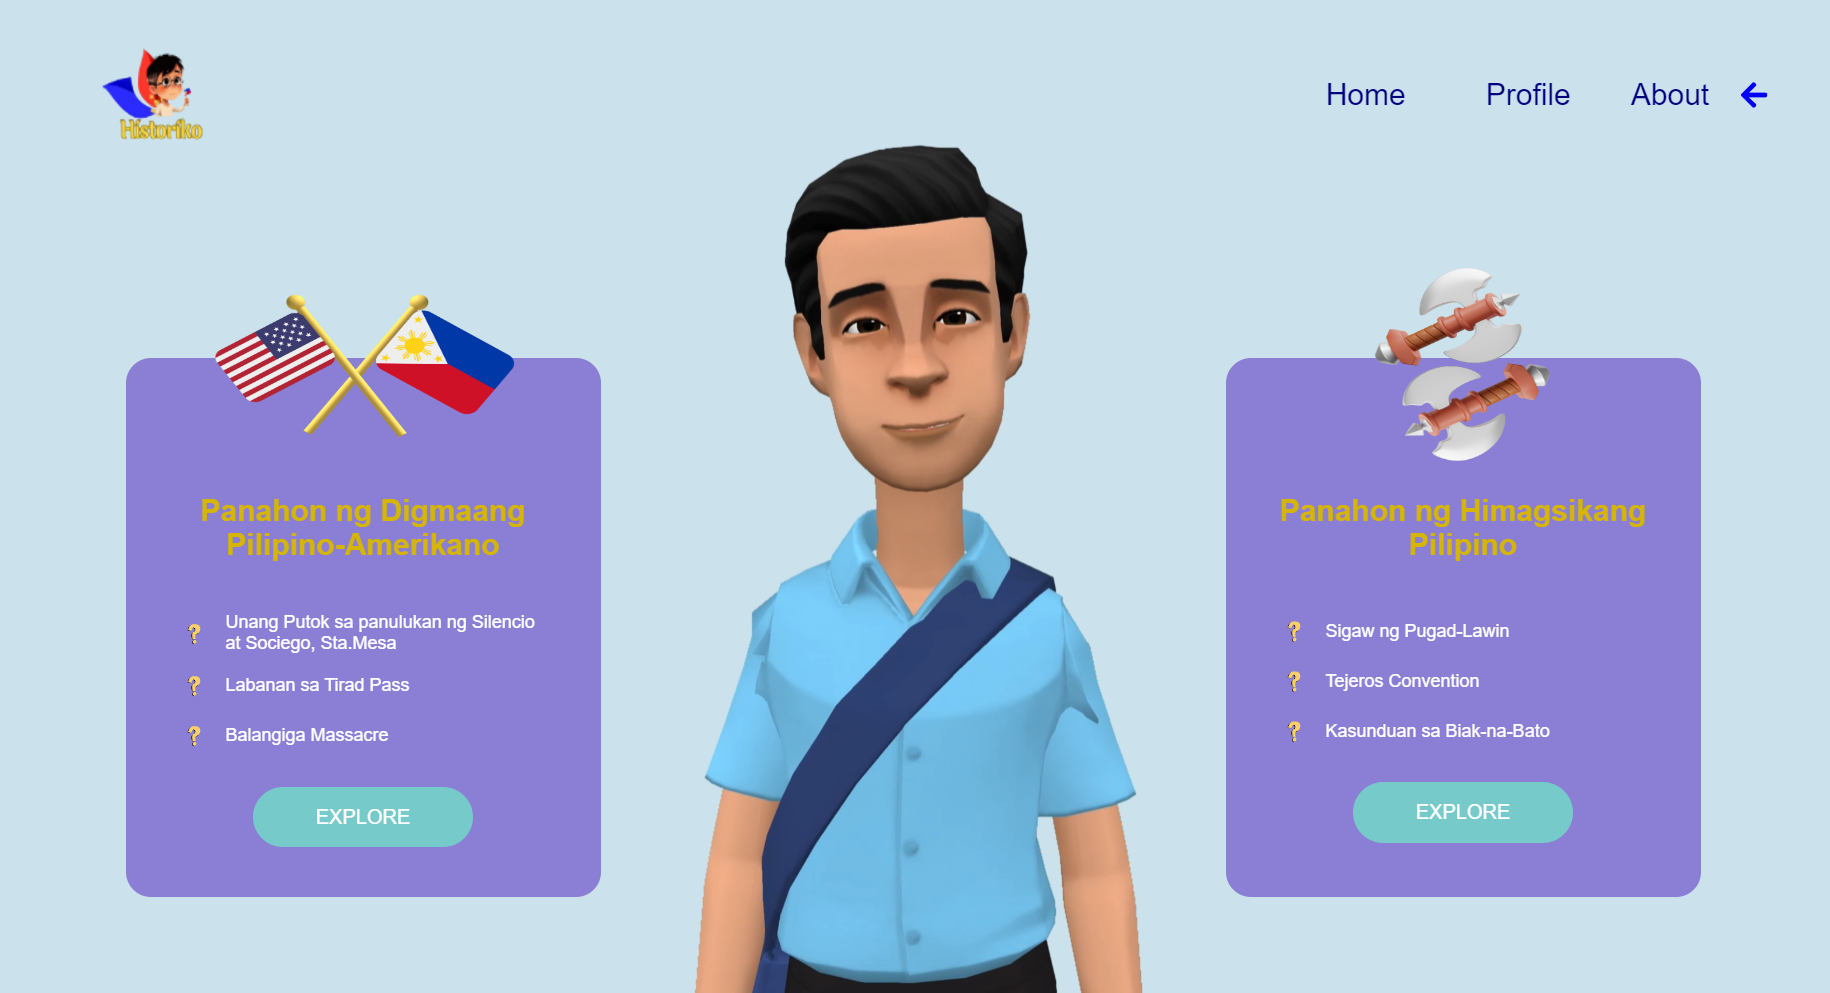 Historiko
Home
Profile
About
Panahon ng Digmaang
Pilipino-Amerikano
Unang Putok sa panulukan ng Silencio
at Sociego, Sta.Mesa
Labanan sa Tirad Pass
Balangiga Massacre
EXPLORE
Panahon ng Himagsikang
Pilipino
Sigaw ng Pugad-Lawin
Tejeros Convention
Kasunduan sa Biak-na-Bato
EXPLORE